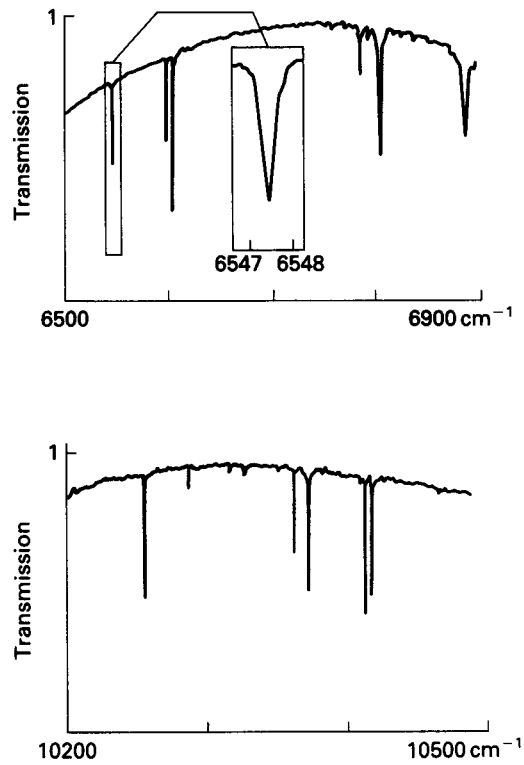 1
Transmission
6547 6548
6500 6900 cm⁻¹
1
Transmission
10200 10500 cm⁻¹